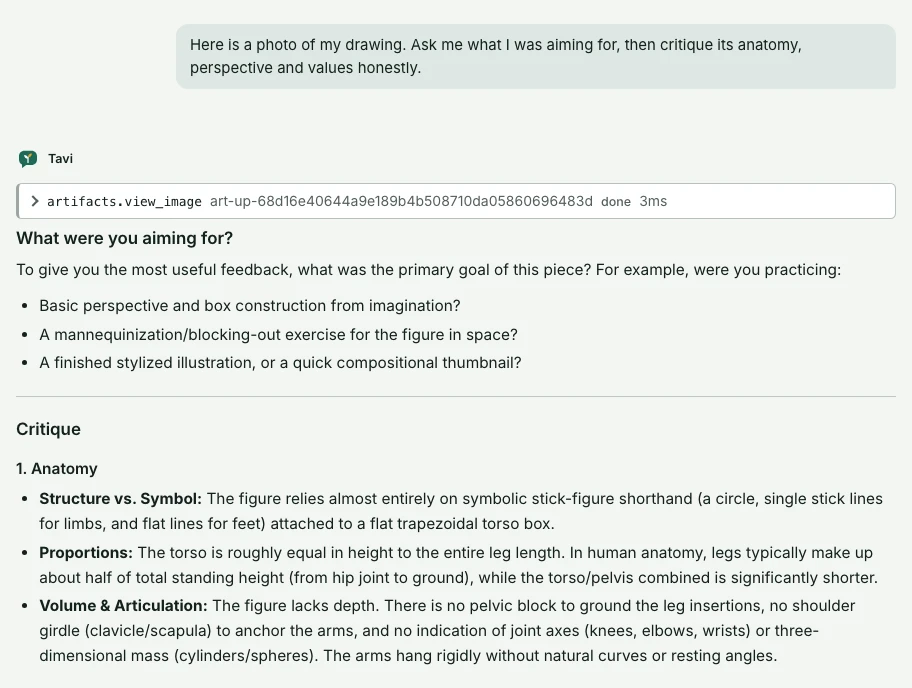 Here is a photo of my drawing. Ask me what I was aiming for, then critique its anatomy,
perspective and values honestly.
Tavi
artifacts.view_image art-up-68d16e40644a9e189b4b508710da05860696483d done 3ms
What were you aiming for?
To give you the most useful feedback, what was the primary goal of this piece? For example, were you practicing:
• Basic perspective and box construction from imagination?
• A mannequinization/blocking-out exercise for the figure in space?
• A finished stylized illustration, or a quick compositional thumbnail?
Critique
1. Anatomy
• Structure vs. Symbol: The figure relies almost entirely on symbolic stick-figure shorthand (a circle, single stick lines
for limbs, and flat lines for feet) attached to a flat trapezoidal torso box.
• Proportions: The torso is roughly equal in height to the entire leg length. In human anatomy, legs typically make up
about half of total standing height (from hip joint to ground), while the torso/pelvis combined is significantly shorter.
• Volume & Articulation: The figure lacks depth. There is no pelvic block to ground the leg insertions, no shoulder
girdle (clavicle/scapula) to anchor the arms, and no indication of joint axes (knees, elbows, wrists) or three-
dimensional mass (cylinders/spheres). The arms hang rigidly without natural curves or resting angles.